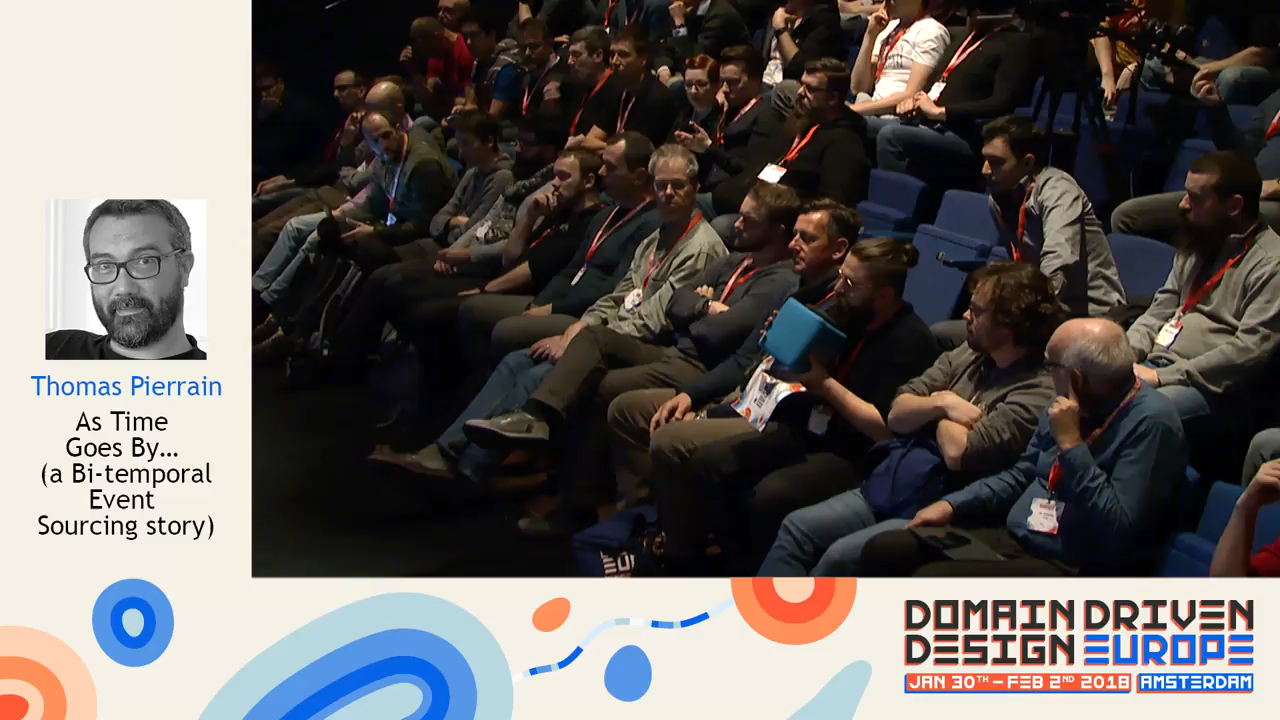 Thomas Pierrain
As Time
Goes By...
(a Bi-temporal
Event
Sourcing story)
DOMAIN DRIVEN
DESIGN EUROPE
JAN 30TH - FEB 2ND 2018 AMSTERDAM